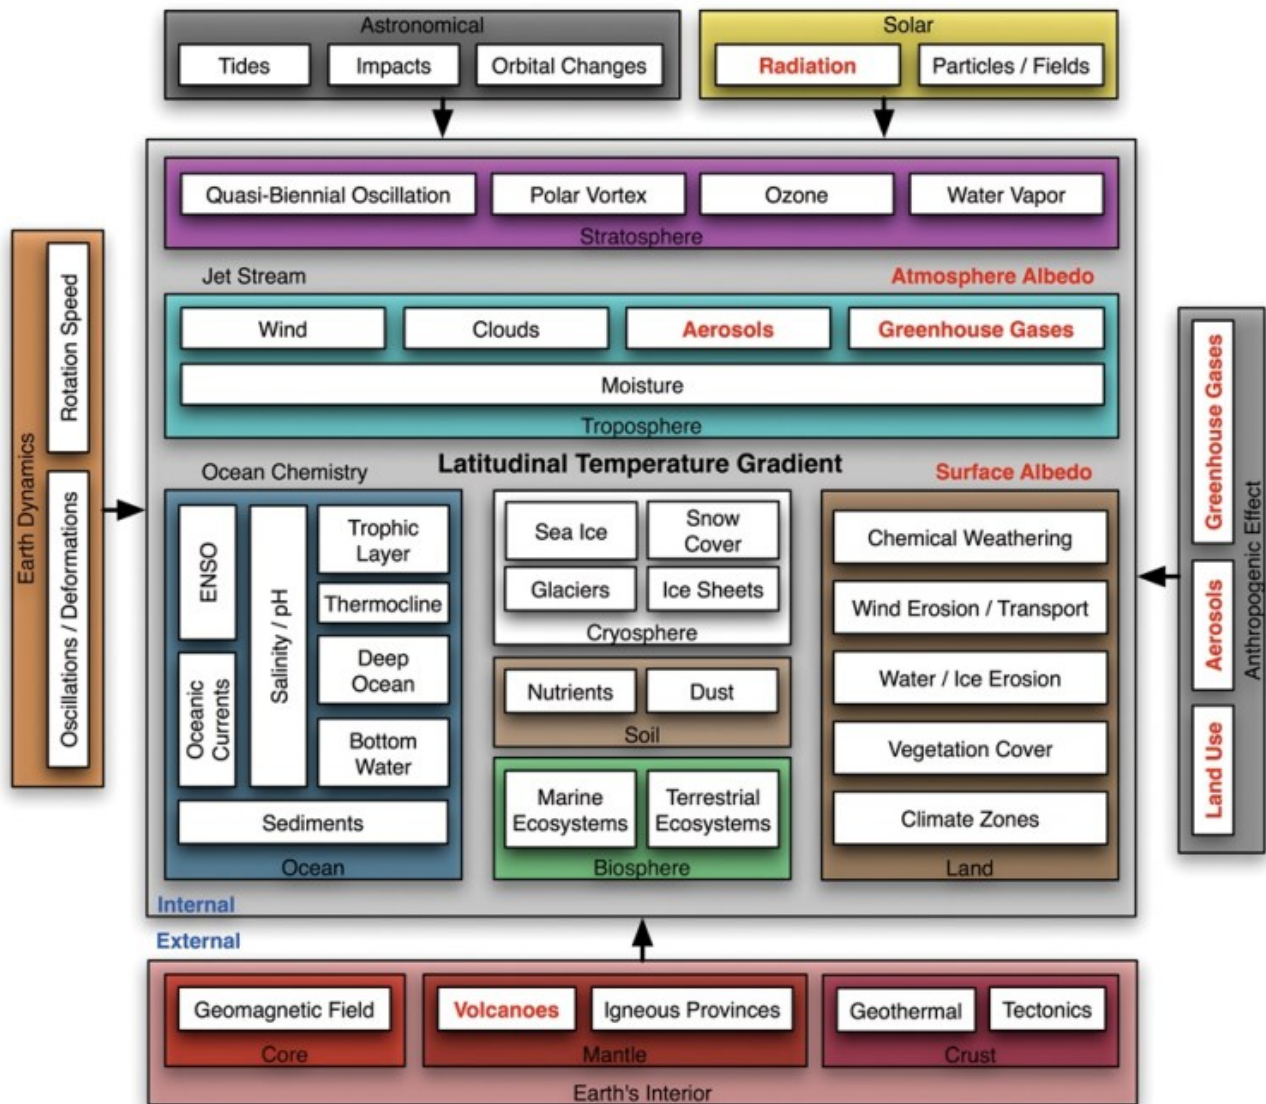 Astronomical
Tides
Impacts
Orbital Changes
Solar
Radiation
Particles / Fields
Quasi-Biennial Oscillation
Polar Vortex
Ozone
Water Vapor
Stratosphere
Jet Stream
Atmosphere Albedo
Wind
Clouds
Aerosols
Greenhouse Gases
Moisture
Troposphere
Earth Dynamics
Rotation Speed
Oscillations / Deformations
Ocean Chemistry
Latitudinal Temperature Gradient
Surface Albedo
ENSO
Oceanic
Currents
Salinity / pH
Trophic
Layer
Thermocline
Deep
Ocean
Bottom
Water
Sediments
Ocean
Sea Ice
Snow
Cover
Glaciers
Ice Sheets
Cryosphere
Nutrients
Dust
Soil
Marine
Ecosystems
Terrestrial
Ecosystems
Biosphere
Chemical Weathering
Wind Erosion / Transport
Water / Ice Erosion
Vegetation Cover
Climate Zones
Land
Greenhouse Gases
Aerosols
Land Use
Anthropogenic Effect
Internal
External
Geomagnetic Field
Core
Volcanoes
Igneous Provinces
Mantle
Geothermal
Tectonics
Crust
Earth's Interior